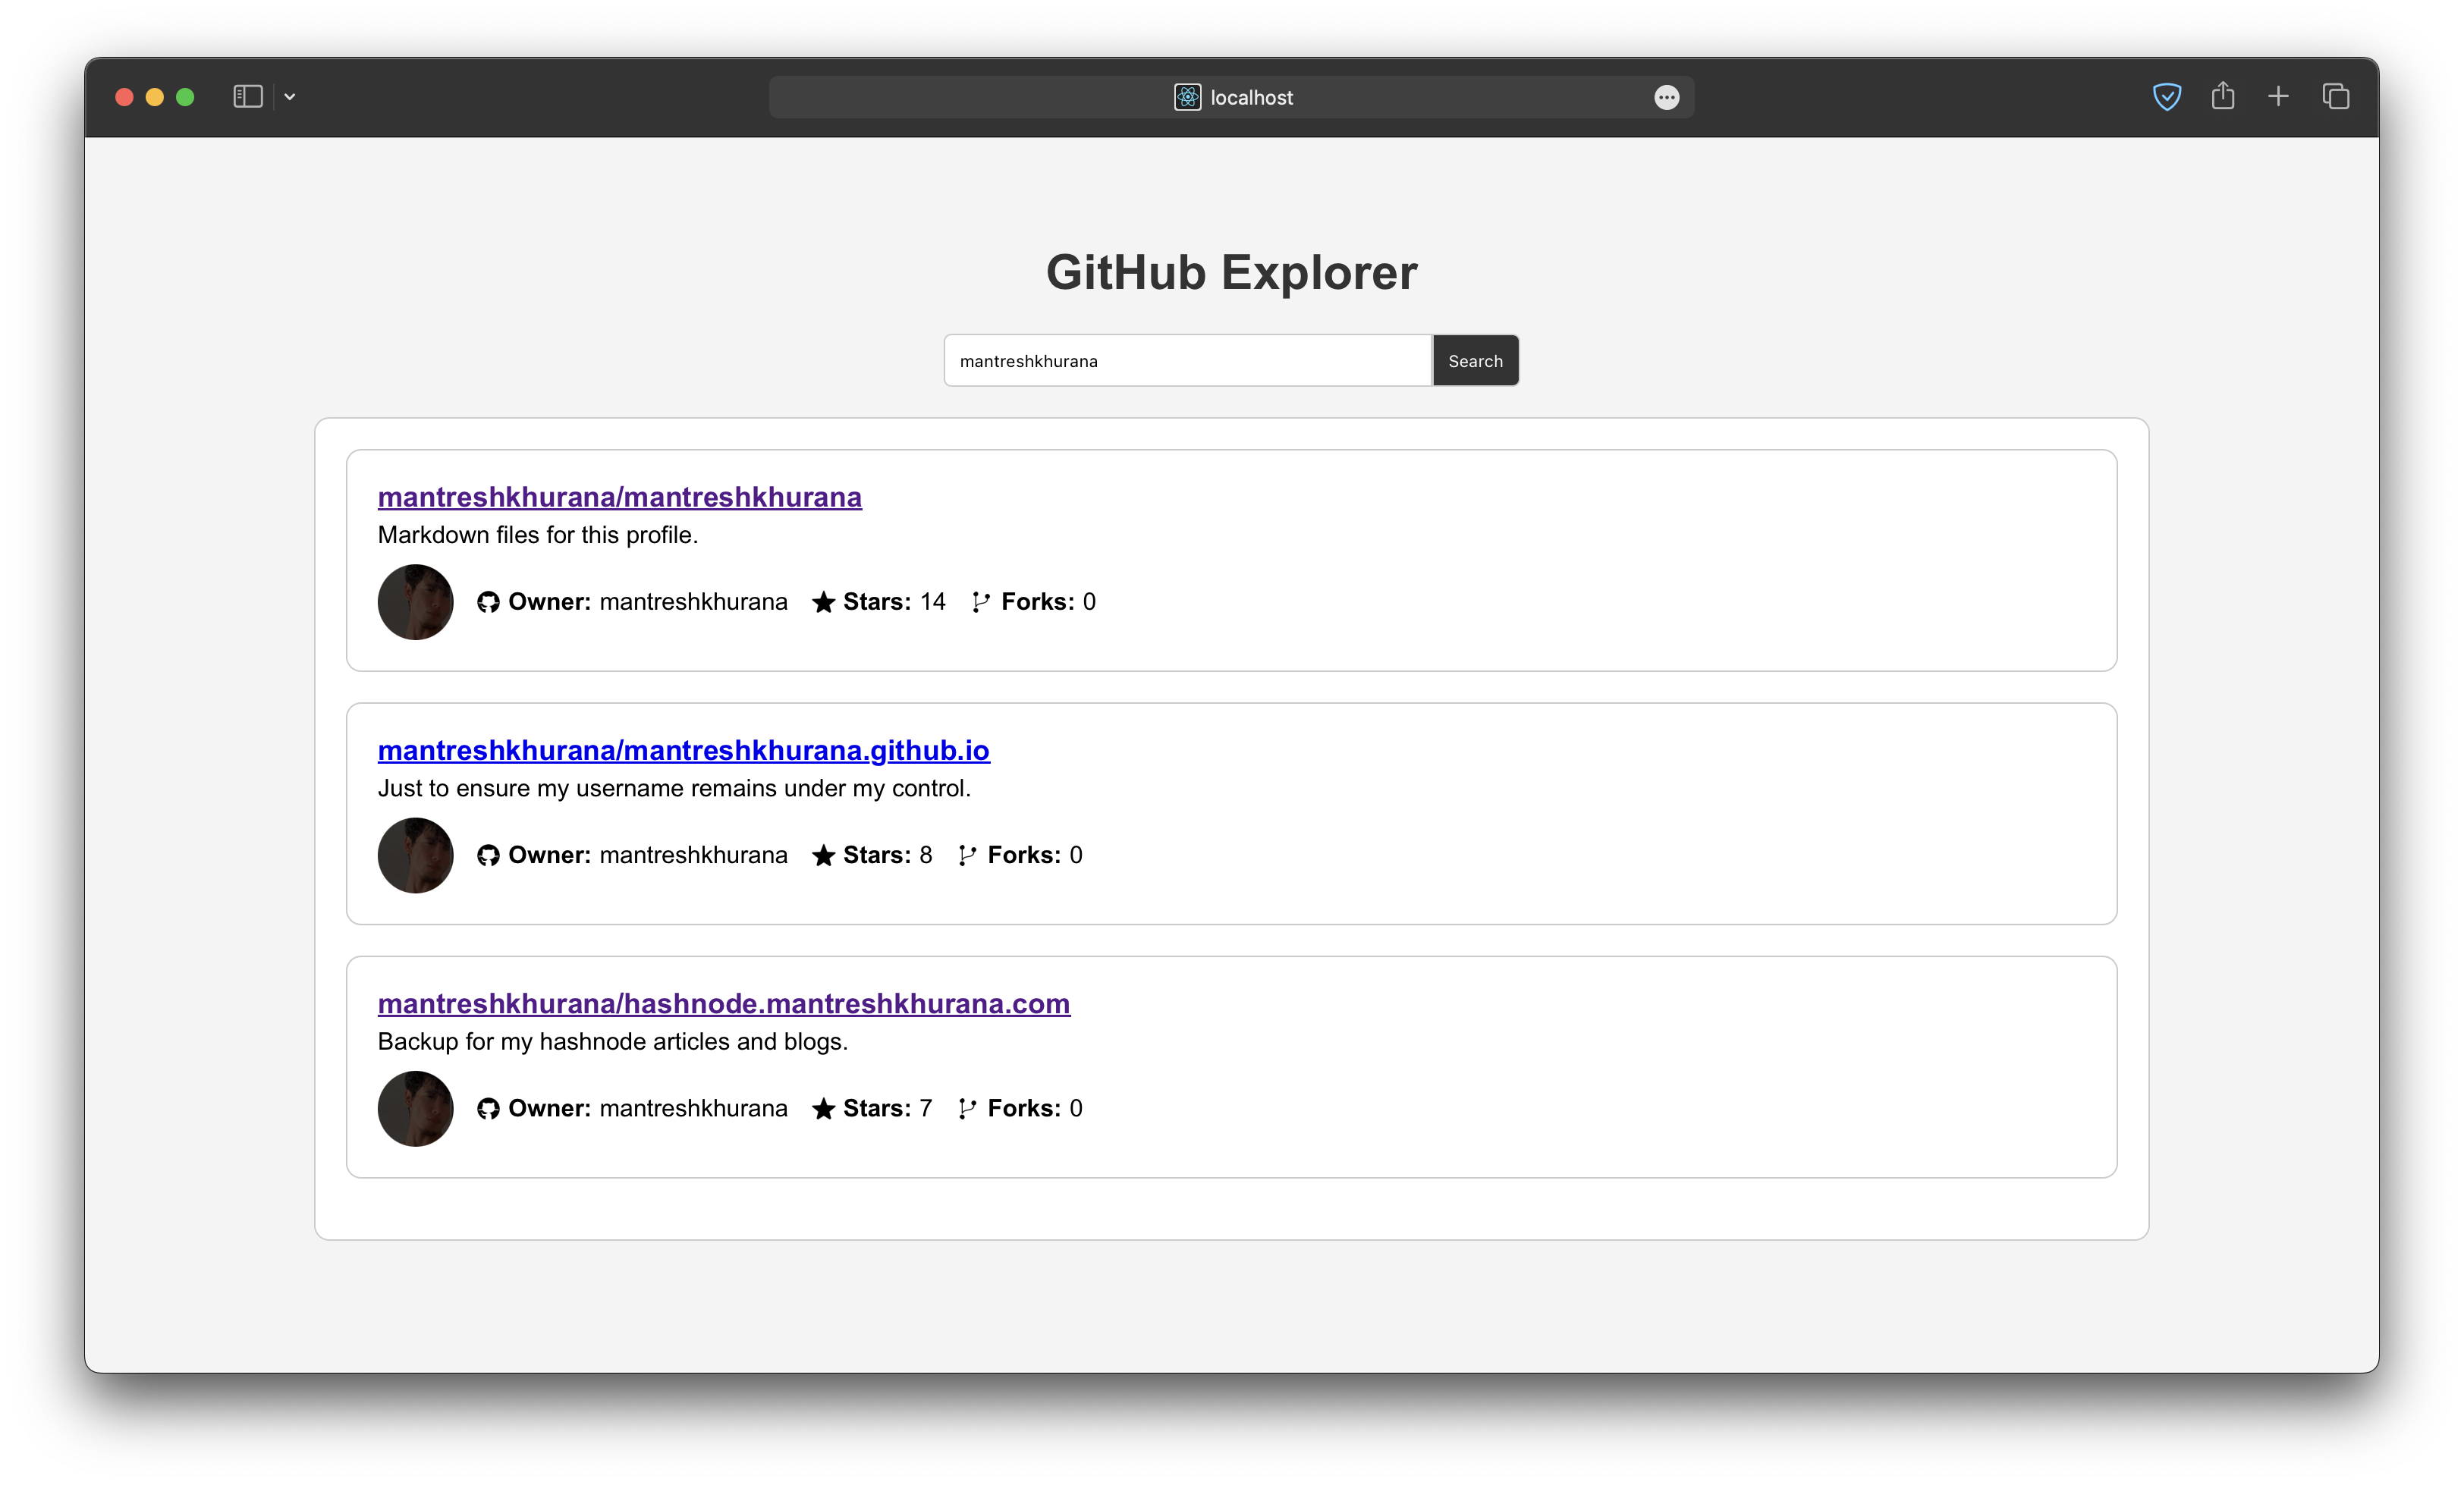 localhost
GitHub Explorer
mantreshkhurana Search
mantreshkhurana/mantreshkhurana
Markdown files for this profile.
Owner: mantreshkhurana Stars: 14 Forks: 0
mantreshkhurana/mantreshkhurana.github.io
Just to ensure my username remains under my control.
Owner: mantreshkhurana Stars: 8 Forks: 0
mantreshkhurana/hashnode.mantreshkhurana.com
Backup for my hashnode articles and blogs.
Owner: mantreshkhurana Stars: 7 Forks: 0